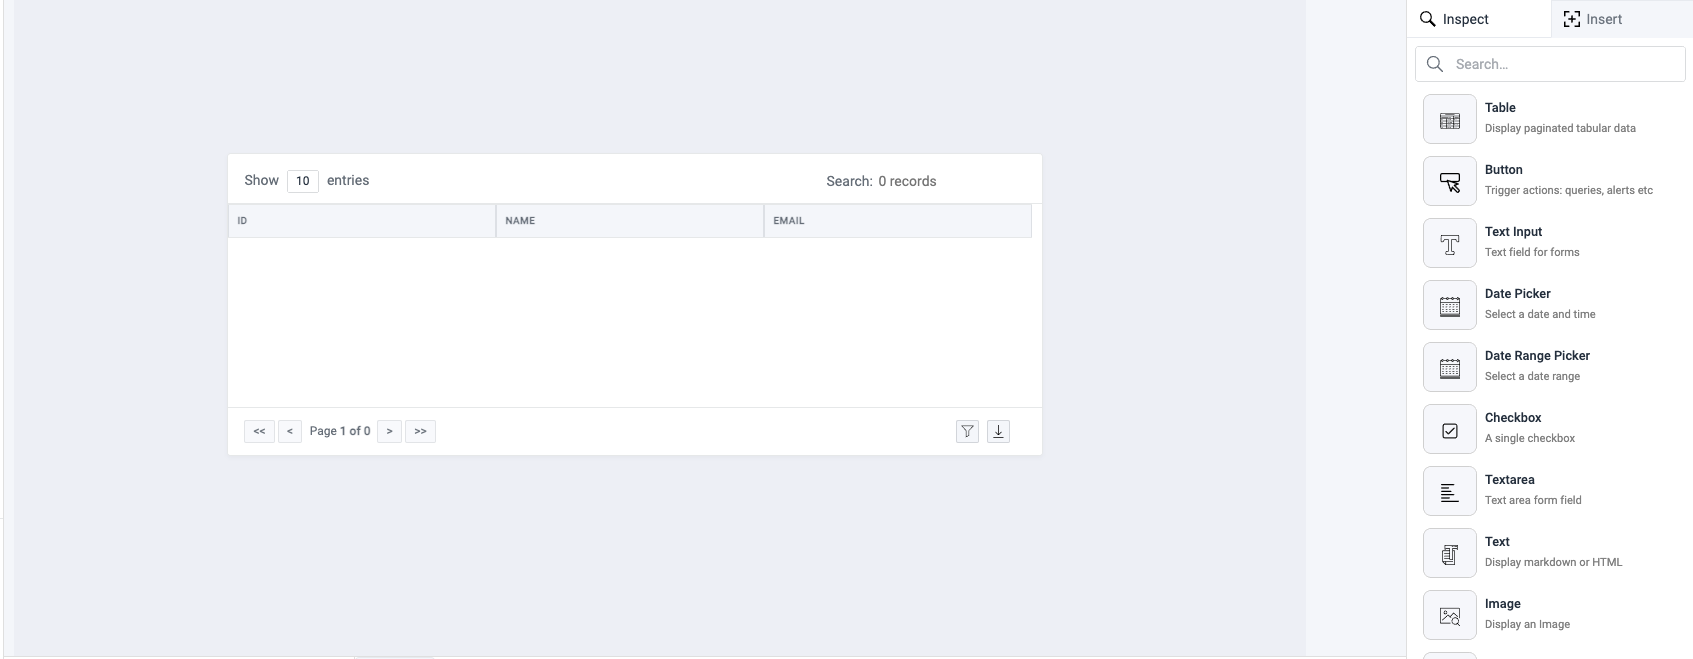 Inspect
Insert
Search...
Show 10 entries
Search: 0 records
ID NAME EMAIL
<< < Page 1 of 0 > >>
Table
Display paginated tabular data
Button
Trigger actions: queries, alerts etc
Text Input
Text field for forms
Date Picker
Select a date and time
Date Range Picker
Select a date range
Checkbox
A single checkbox
Textarea
Text area form field
Text
Display markdown or HTML
Image
Display an Image